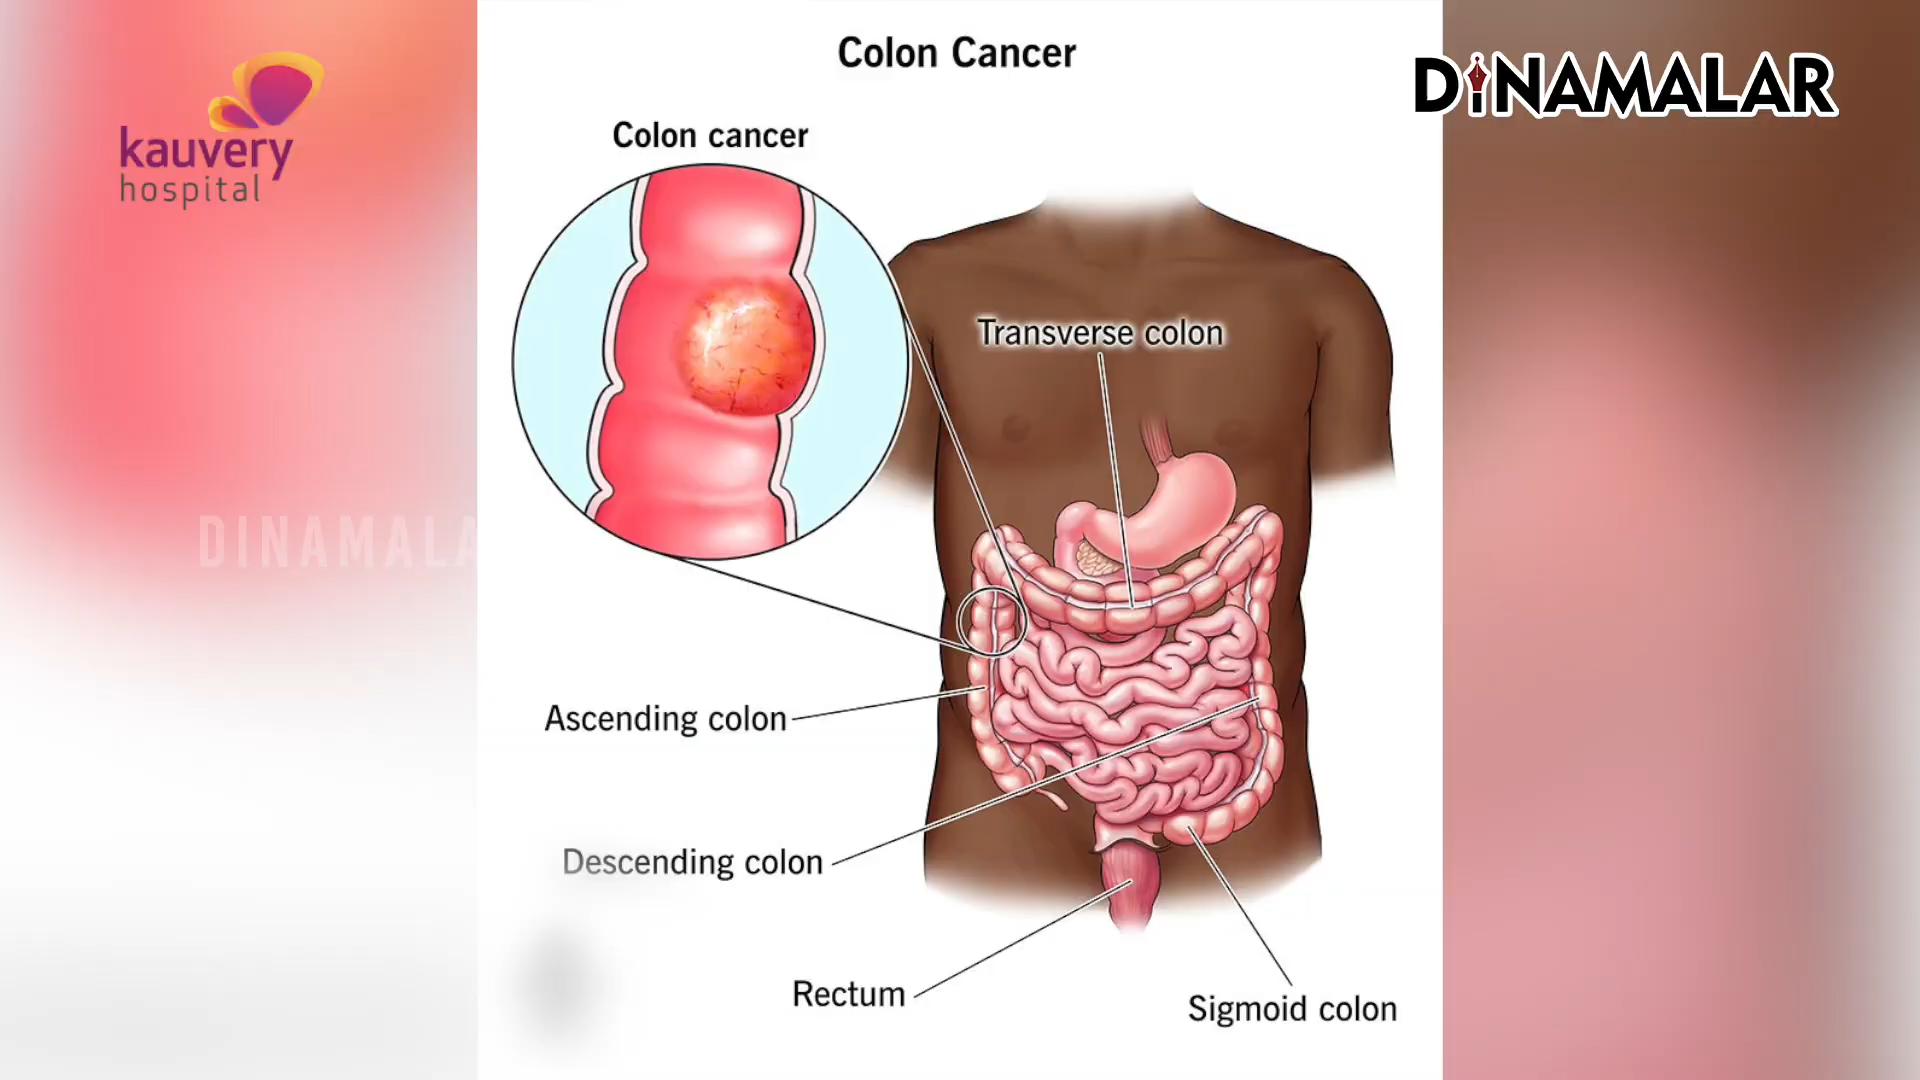 Colon Cancer
kauvery
hospital
DINAMALAR
Colon cancer
Transverse colon
DINAMALA
Ascending colon
Descending colon
Rectum
Sigmoid colon